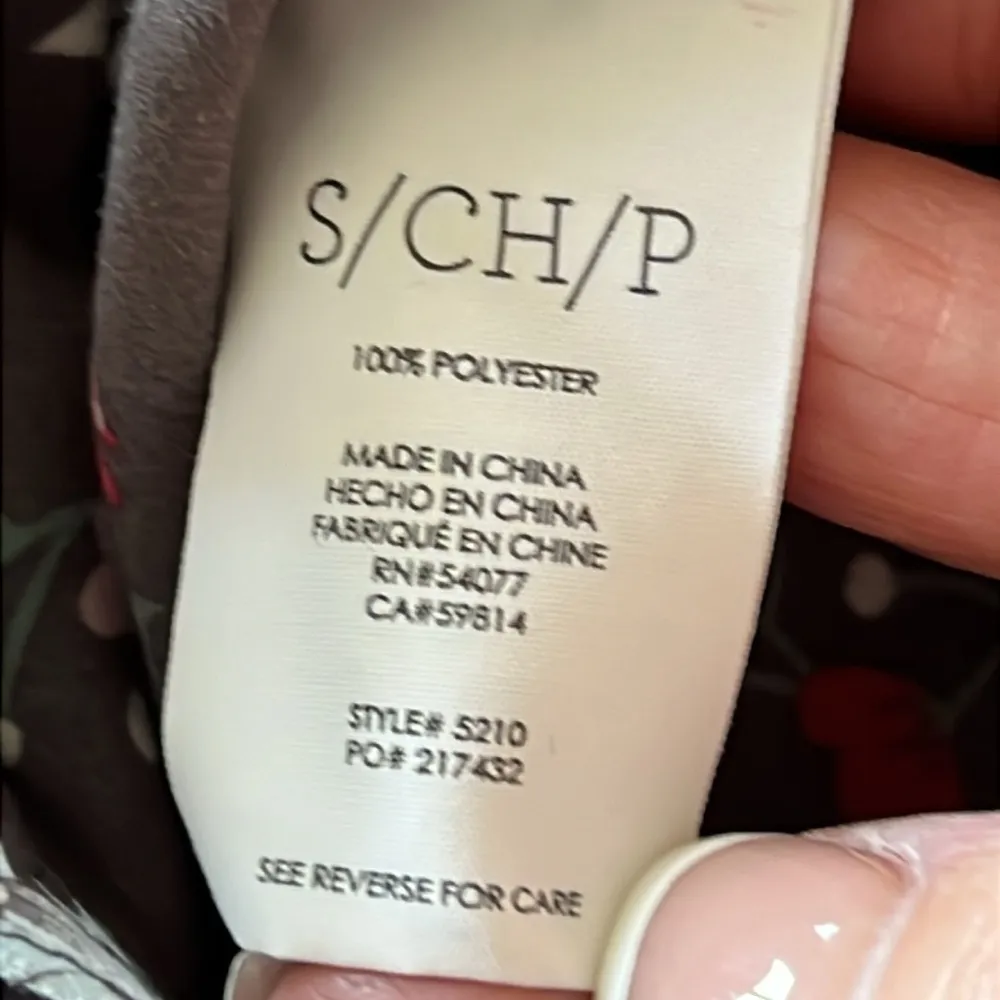 S/CH/P
100% POLYESTER
MADE IN CHINA
HECHO EN CHINA
FABRIQUÉ EN CHINE
RN#54077
CA#59814
STYLE# 5210
PO# 217432
SEE REVERSE FOR CARE